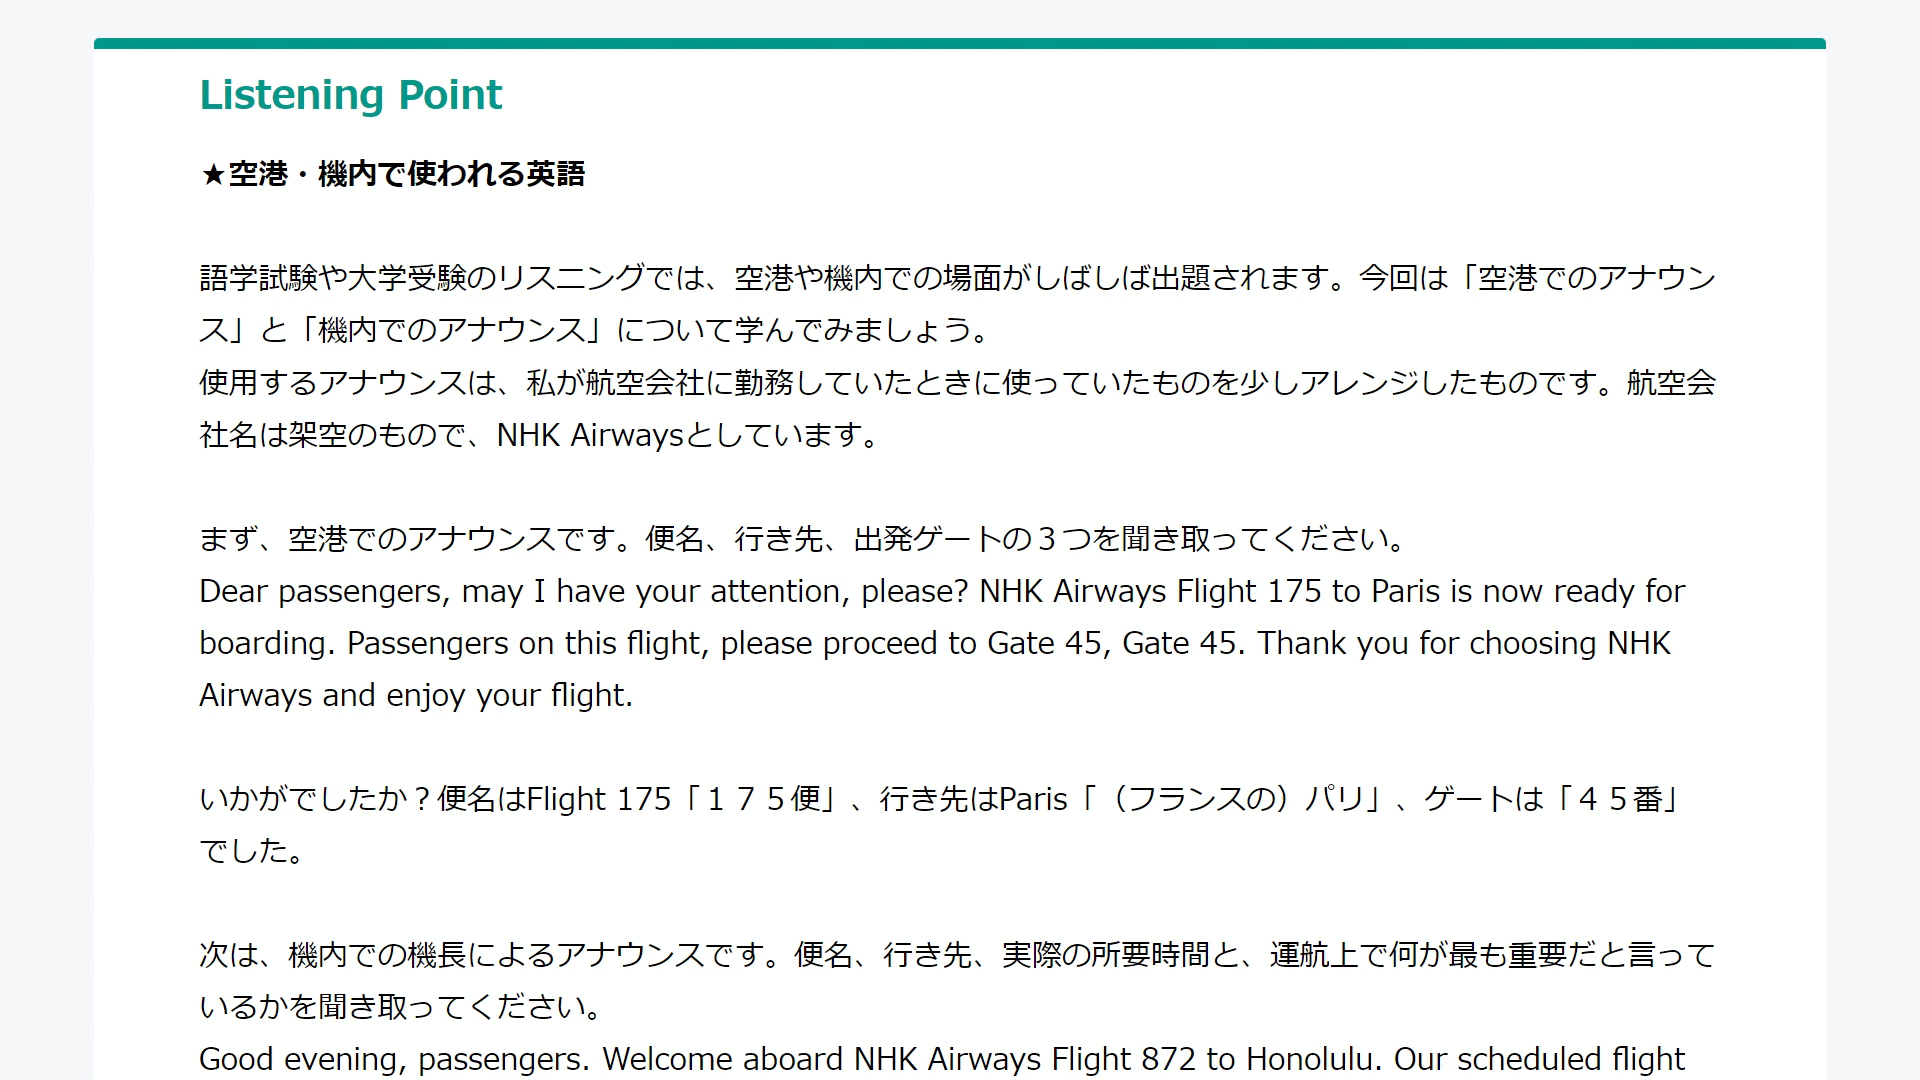 Listening Point
★空港・機内で使われる英語
語学試験や大学受験のリスニングでは、空港や機内での場面がしばしば出題されます。今回は「空港でのアナウン
ス」と「機内でのアナウンス」について学んでみましょう。
使用するアナウンスは、私が航空会社に勤務していたときに使っていたものを少しアレンジしたものです。航空会
社名は架空のもので、NHK Airwaysとしています。
まず、空港でのアナウンスです。便名、行き先、出発ゲートの３つを聞き取ってください。
Dear passengers, may I have your attention, please? NHK Airways Flight 175 to Paris is now ready for
boarding. Passengers on this flight, please proceed to Gate 45, Gate 45. Thank you for choosing NHK
Airways and enjoy your flight.
いかがでしたか？便名はFlight 175「１７５便」、行き先はParis「（フランスの）パリ」、ゲートは「４５番」
でした。
次は、機内での機長によるアナウンスです。便名、行き先、実際の所要時間と、運航上で何が最も重要だと言って
いるかを聞き取ってください。
Good evening, passengers. Welcome aboard NHK Airways Flight 872 to Honolulu. Our scheduled flight